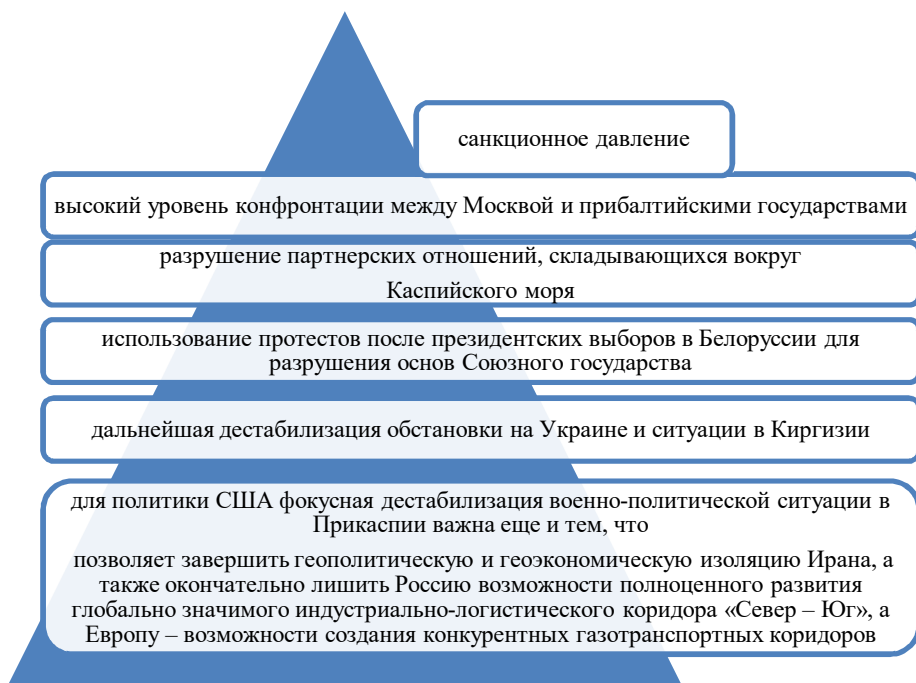 санкционное давление
высокий уровень конфронтации между Москвой и прибалтийскими государствами
разрушение партнерских отношений, складывающихся вокруг
Каспийского моря
использование протестов после президентских выборов в Белоруссии для
разрушения основ Союзного государства
дальнейшая дестабилизация обстановки на Украине и ситуации в Киргизии
для политики США фокусная дестабилизация военно-политической ситуации в
Прикаспии важна еще и тем, что
позволяет завершить геополитическую и геоэкономическую изоляцию Ирана, а
также окончательно лишить Россию возможности полноценного развития
глобально значимого индустриально-логистического коридора «Север – Юг», а
Европу – возможности создания конкурентных газотранспортных коридоров